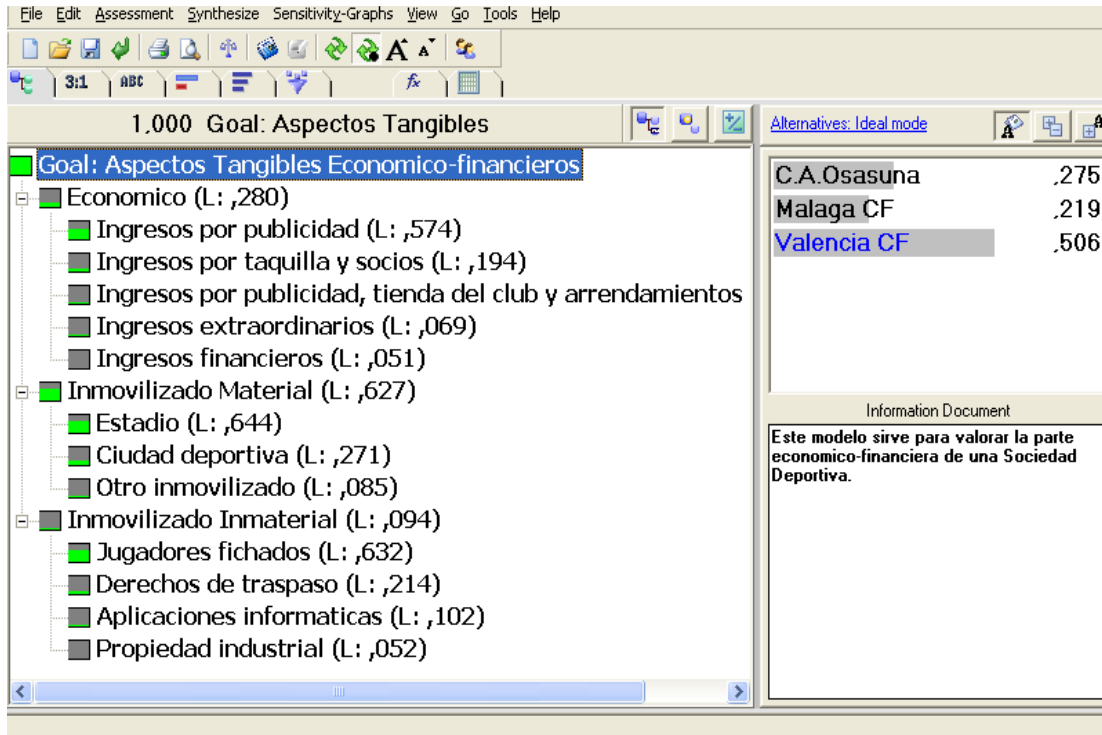 File Edit Assessment Synthesize Sensitivity-Graphs View Go Tools Help
A A
3:1 ABC fx
1,000 Goal: Aspectos Tangibles
Goal: Aspectos Tangibles Economico-financieros
Economico (L: ,280)
Ingresos por publicidad (L: ,574)
Ingresos por taquilla y socios (L: ,194)
Ingresos por publicidad, tienda del club y arrendamientos
Ingresos extraordinarios (L: ,069)
Ingresos financieros (L: ,051)
Inmovilizado Material (L: ,627)
Estadio (L: ,644)
Ciudad deportiva (L: ,271)
Otro inmovilizado (L: ,085)
Inmovilizado Inmaterial (L: ,094)
Jugadores fichados (L: ,632)
Derechos de traspaso (L: ,214)
Aplicaciones informaticas (L: ,102)
Propiedad industrial (L: ,052)
Alternatives: Ideal mode
C.A.Osasuna ,275
Malaga CF ,219
Valencia CF ,506
Information Document
Este modelo sirve para valorar la parte
economico-financiera de una Sociedad
Deportiva.